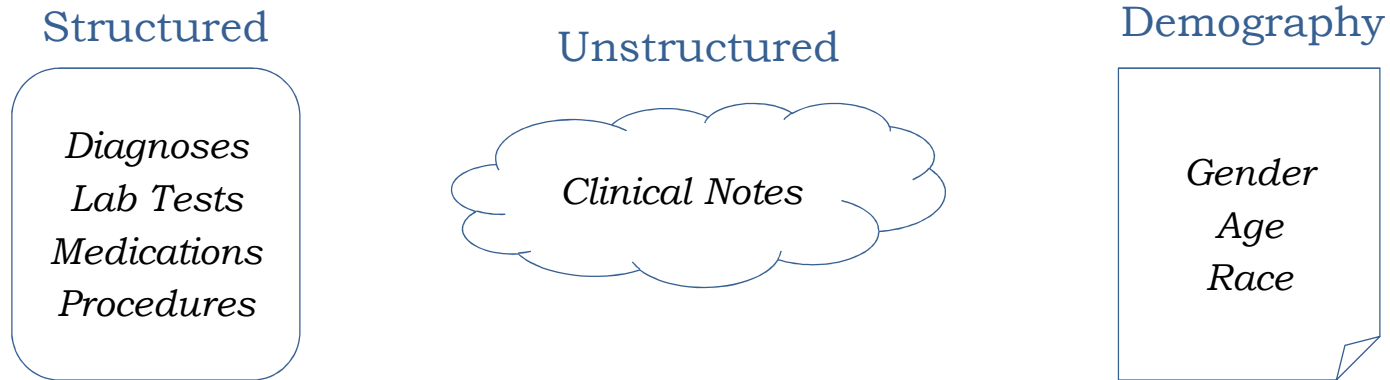 Structured
Diagnoses
Lab Tests
Medications
Procedures
Unstructured
Clinical Notes
Demography
Gender
Age
Race